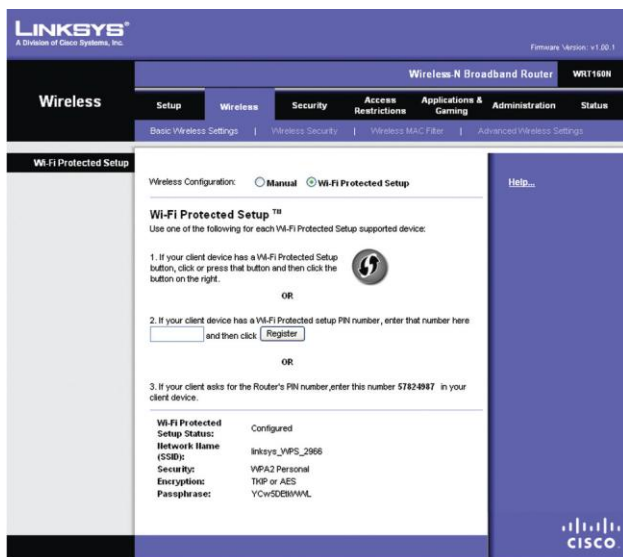 LINKSYS®
A Division of Cisco Systems, Inc.
Firmware Version: v1.00.1
Wireless-N Broadband Router WRT160N
Wireless
Setup Wireless Security Access Restrictions Applications & Gaming Administration Status
Basic Wireless Settings | Wireless Security | Wireless MAC Filter | Advanced Wireless Settings
Wi-Fi Protected Setup
Wireless Configuration: Manual Wi-Fi Protected Setup
Help...
Wi-Fi Protected Setup ™
Use one of the following for each Wi-Fi Protected Setup supported device:
1. If your client device has a Wi-Fi Protected Setup
button, click or press that button and then click the
button on the right.
OR
2. If your client device has a Wi-Fi Protected setup PIN number, enter that number here
and then click Register
OR
3. If your client asks for the Router's PIN number,enter this number 57824987 in your
client device.
Wi-Fi Protected Setup Status: Configured
Network Name (SSID): linksys_WPS_2966
Security: WPA2 Personal
Encryption: TKIP or AES
Passphrase:
CISCO